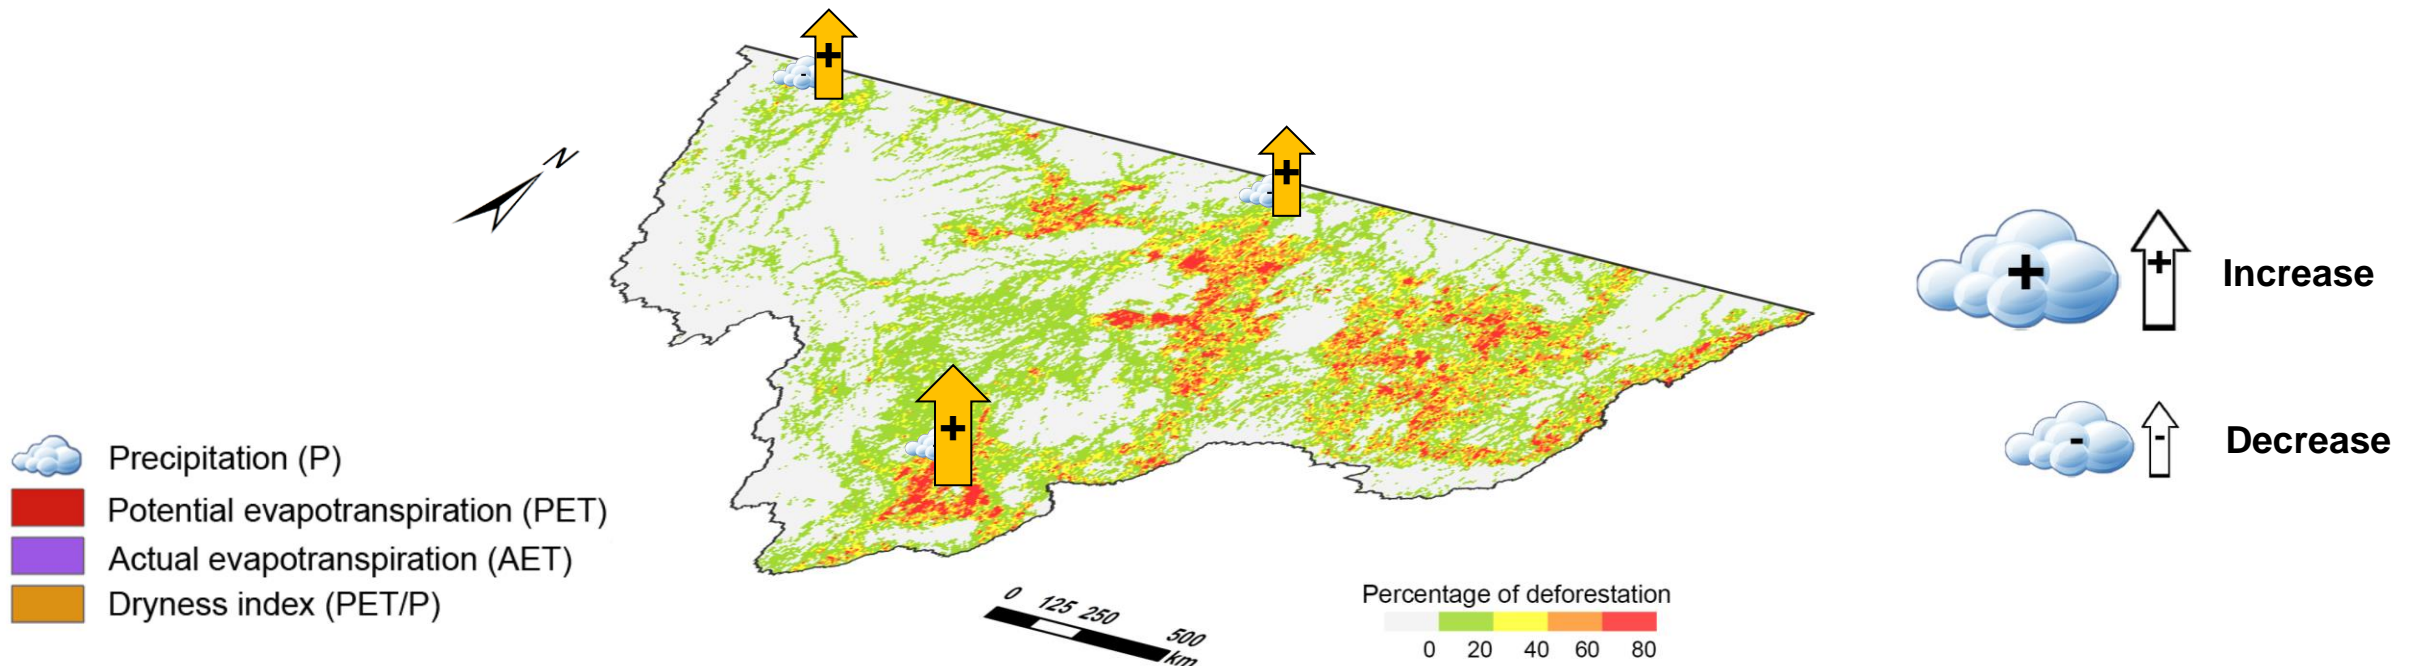 +
-
+
-
+
N
+
+
Increase
-
-
Decrease
Precipitation (P)
Potential evapotranspiration (PET)
Actual evapotranspiration (AET)
Dryness index (PET/P)
0 125 250 500
km
Percentage of deforestation
0 20 40 60 80